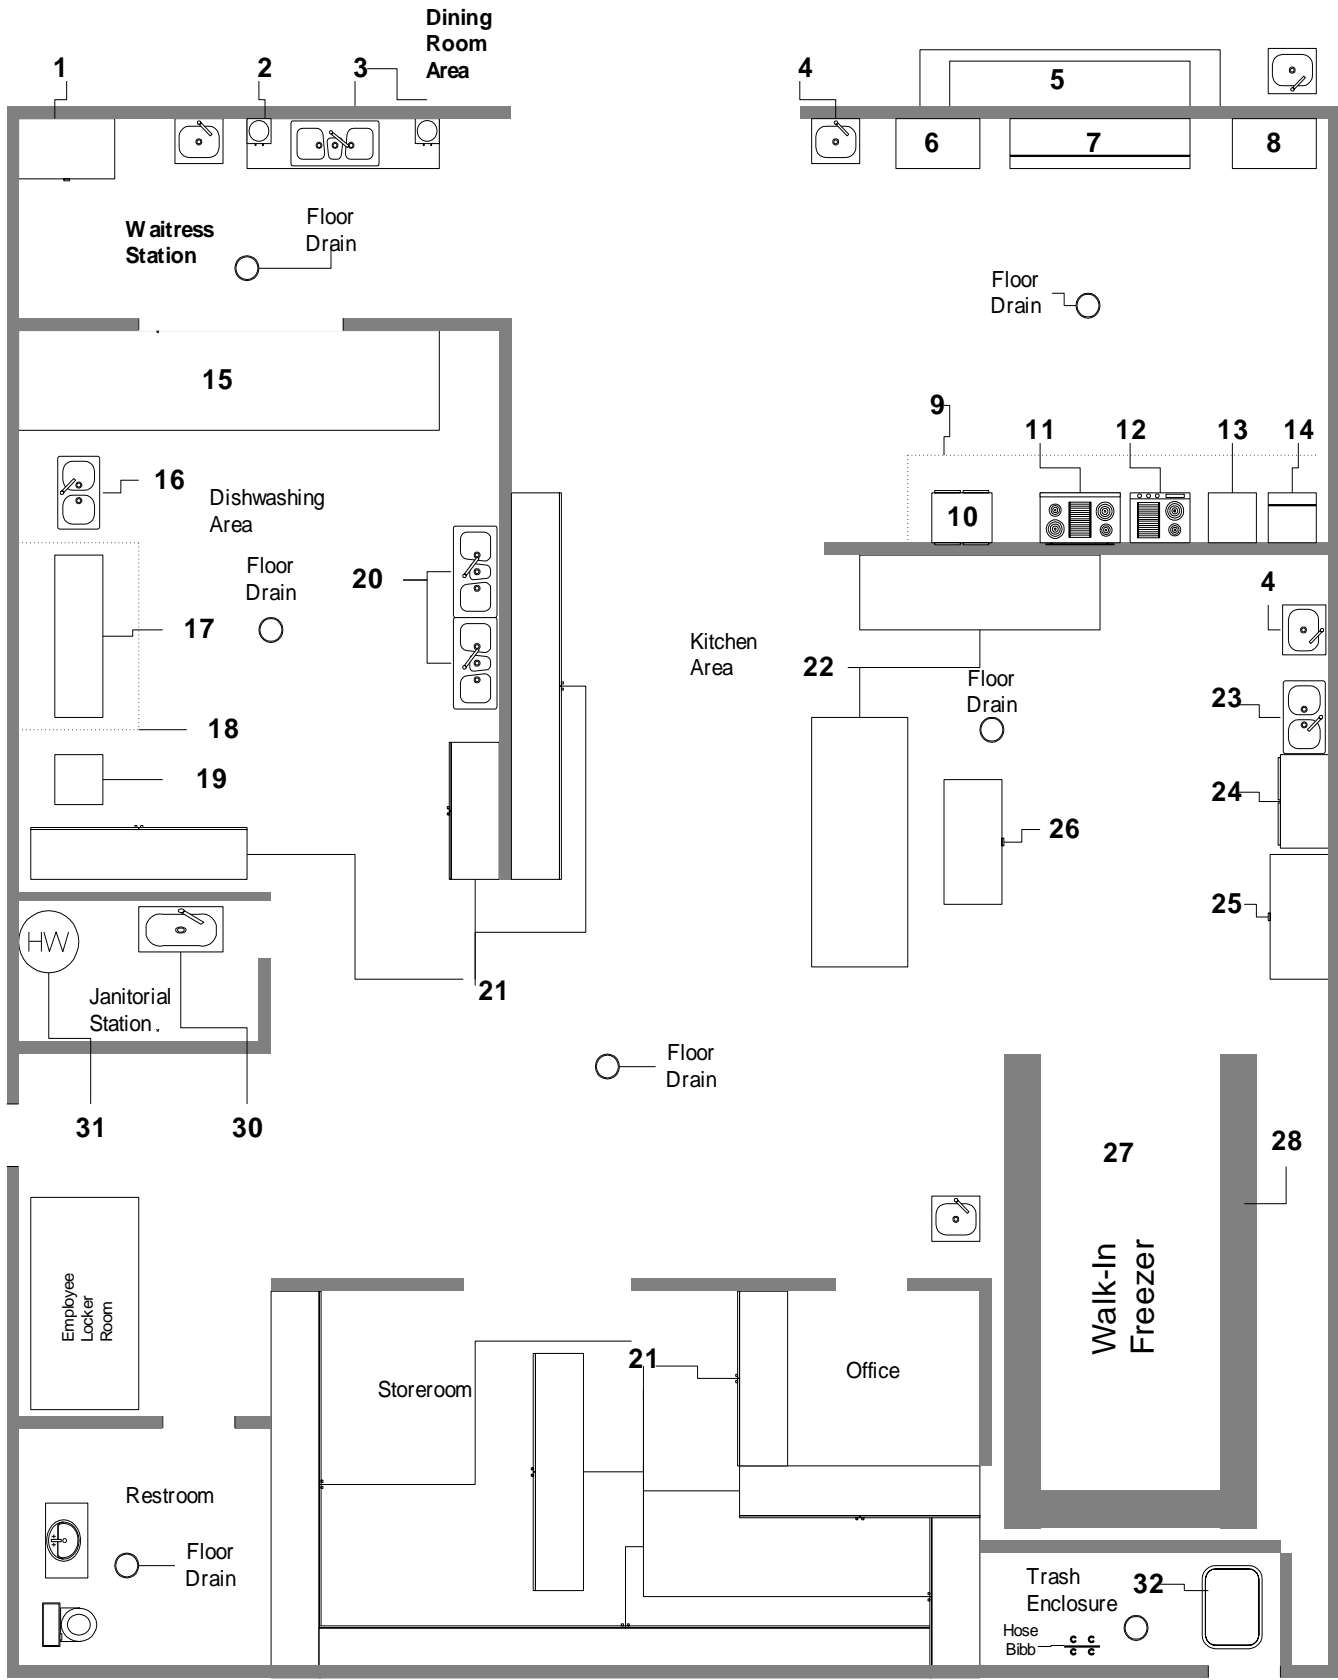 Dining
Room
Area
1
2
3
4
5
6
7
8
Waitress
Station
Floor
Drain
Floor
Drain
9
10
11
12
13
14
15
16
Dishwashing
Area
Floor
Drain
17
18
19
20
Kitchen
Area
22
Floor
Drain
4
23
24
25
26
HW
Janitorial
Station
21
Floor
Drain
31
30
27
28
Walk-In
Freezer
Employee
Locker
Room
Storeroom
21
Office
Restroom
Floor
Drain
Trash
Enclosure
32
Hose
Bibb
c c
c c